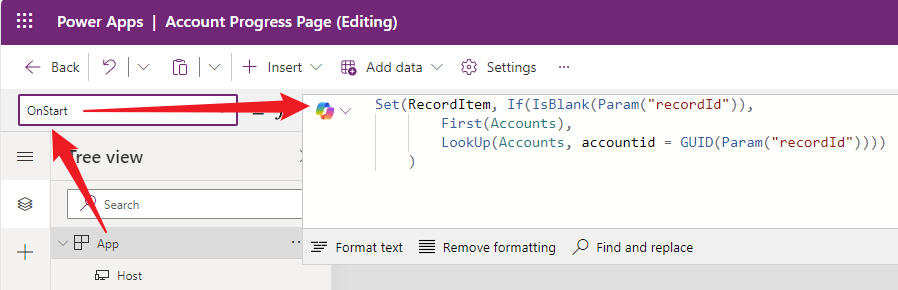 Power Apps | Account Progress Page (Editing)
Back Insert Add data Settings ···
OnStart = fx
Set(RecordItem, If(IsBlank(Param("recordId")),
First(Accounts),
LookUp(Accounts, accountid = GUID(Param("recordId"))))
)
Tree view
Search
App ··
Host
Format text Remove formatting Find and replace